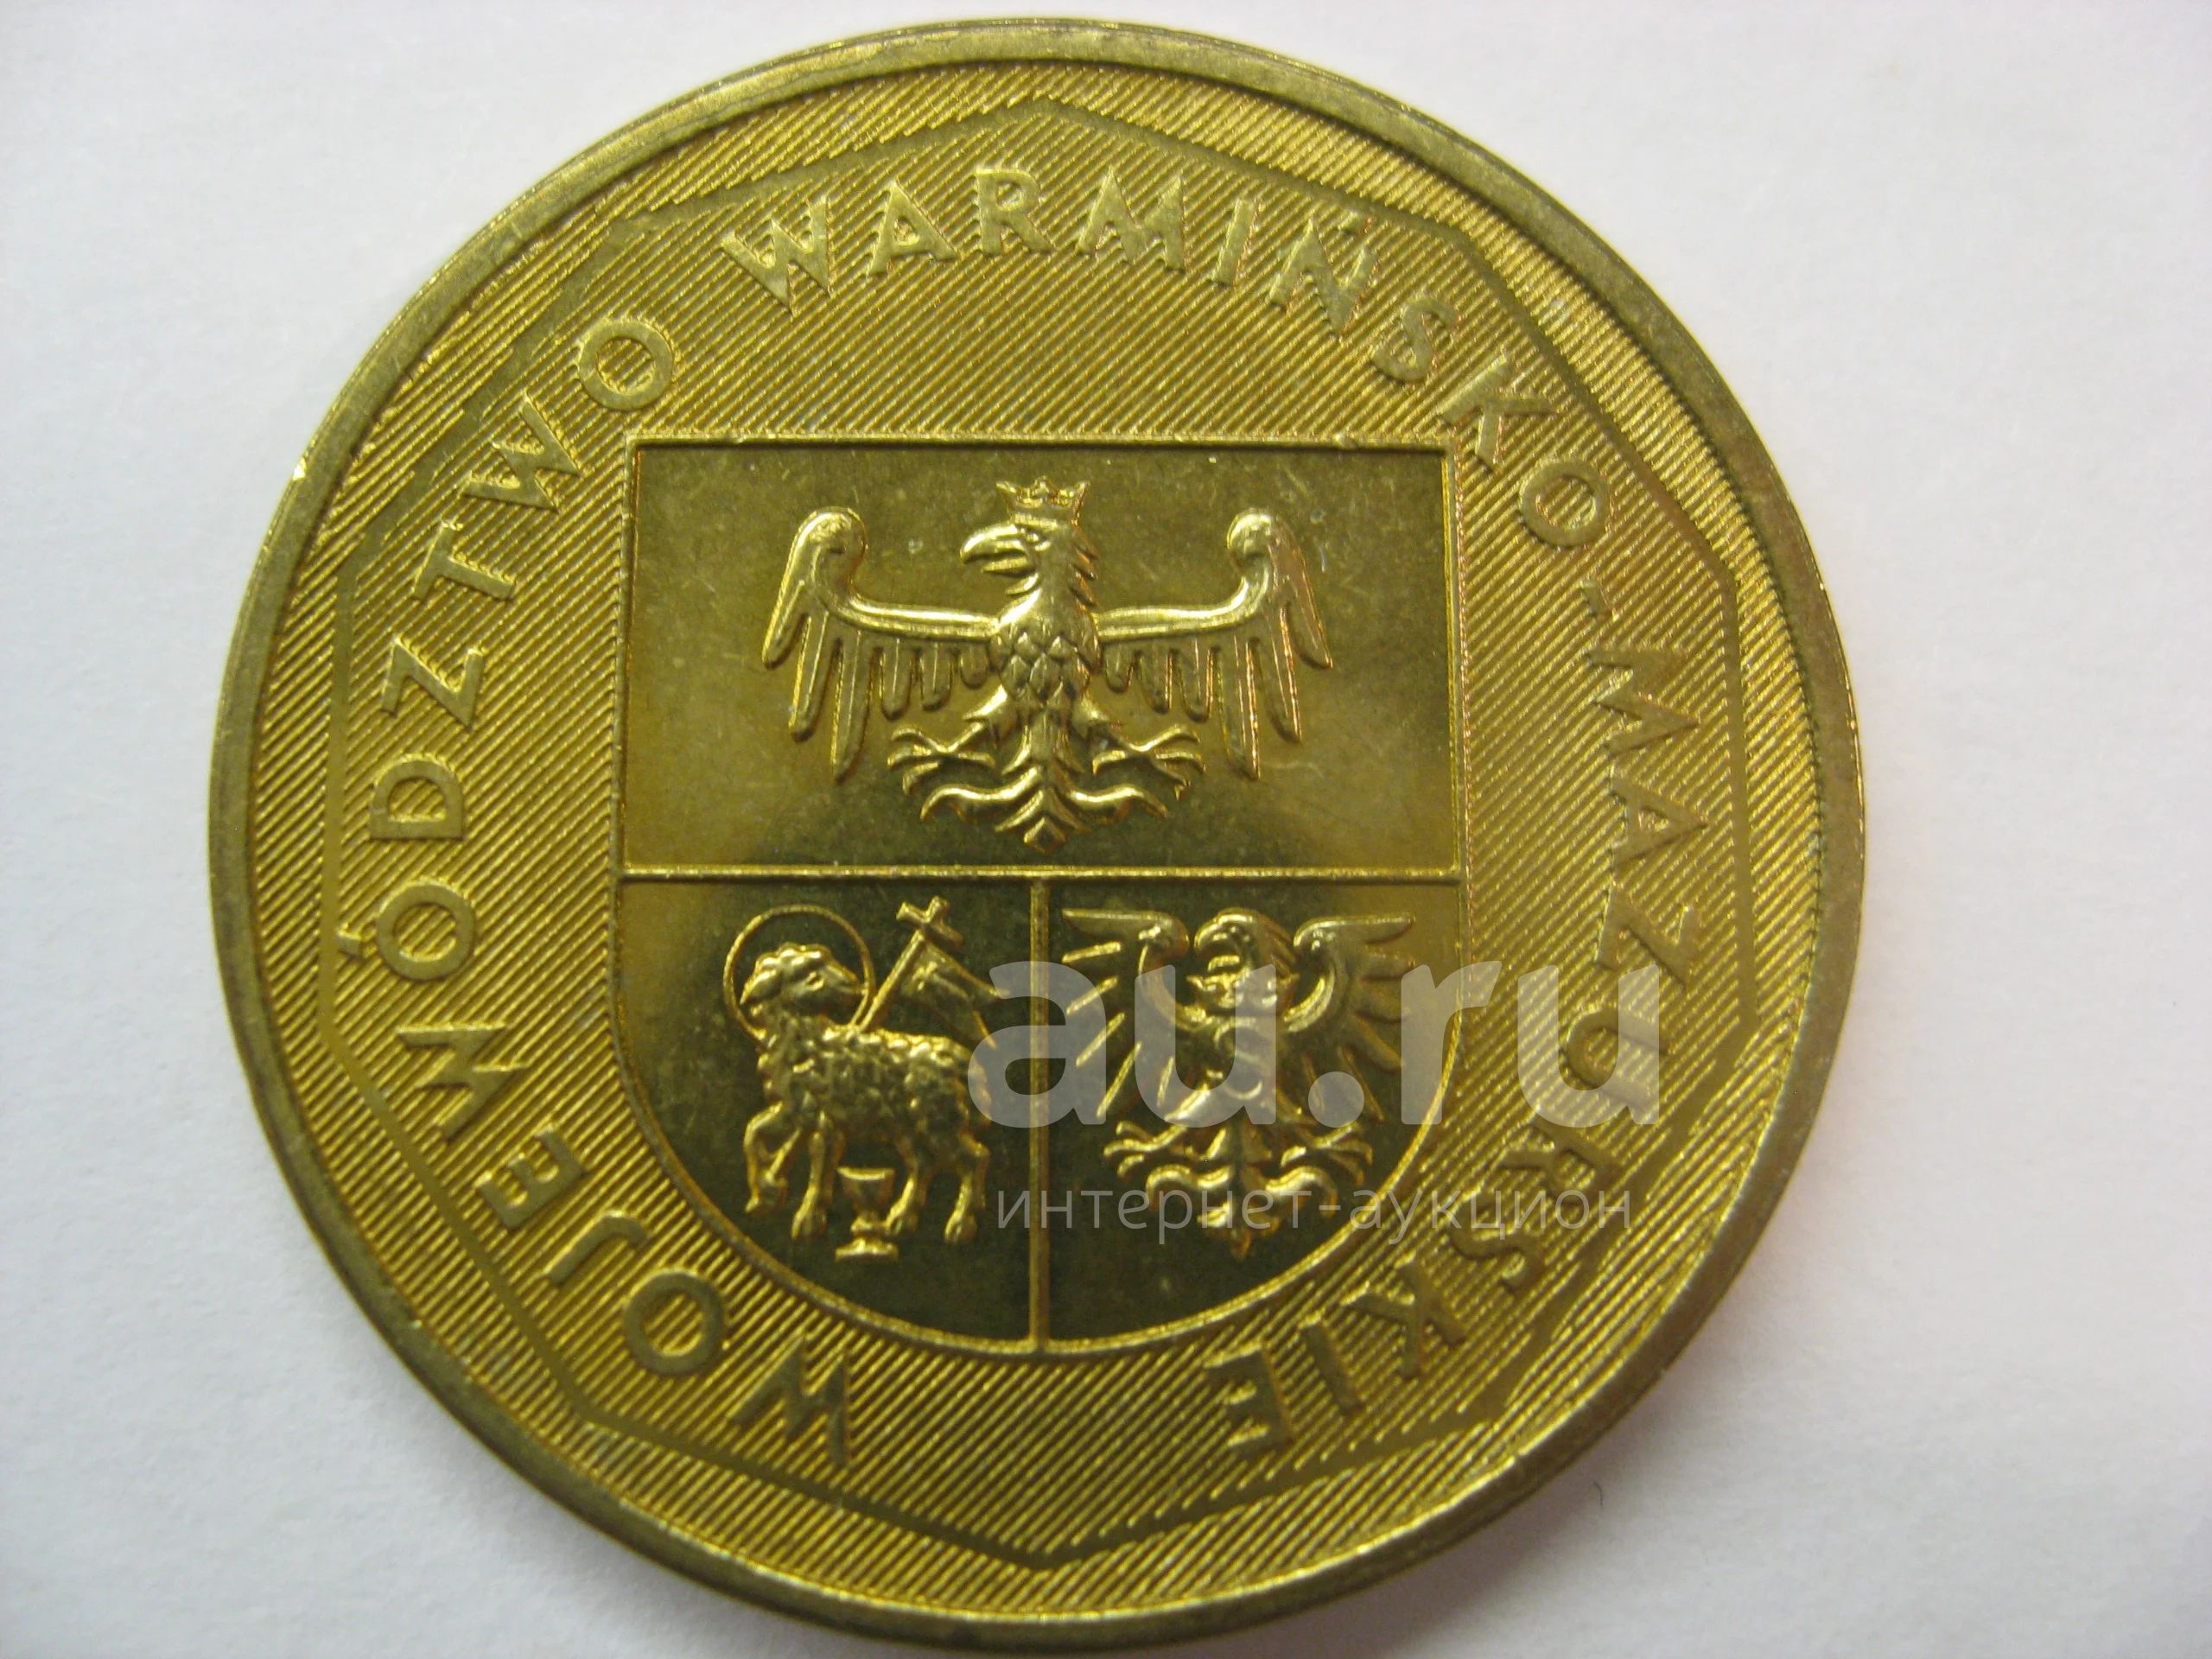 WOJEWÓDZTWO WARMIŃSKO-MAZURSKIE
au.ru
интернет-аукцион